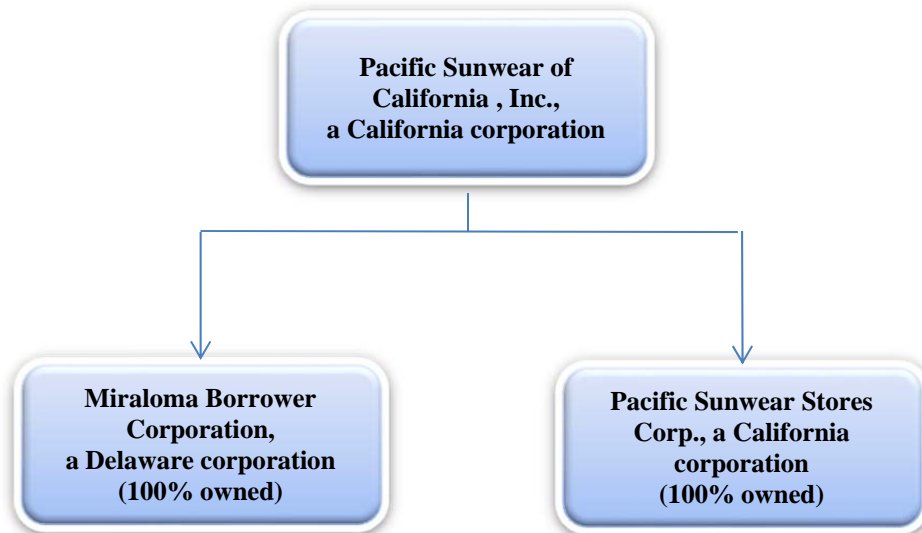 Pacific Sunwear of
California , Inc.,
a California corporation
Miraloma Borrower
Corporation,
a Delaware corporation
(100% owned)
Pacific Sunwear Stores
Corp., a California
corporation
(100% owned)